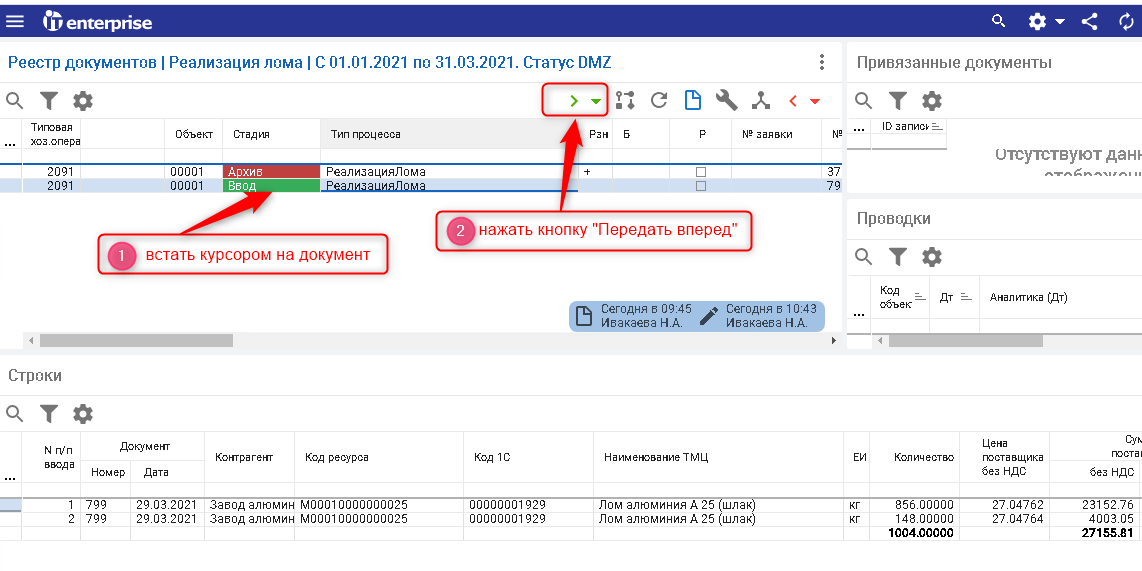 enterprise
Реестр документов | Реализация лома | С 01.01.2021 по 31.03.2021. Статус DMZ
Привязанные документы
Типовая хоз.опера
Объект
Стадия
Тип процесса
Рзн
Б
Р
№ заявки
№
...
2091 00001 Архив РеализацияЛома + 37
2091 00001 Ввод РеализацияЛома 79
... ID записи
Отсутствуют данн
отображени
1 встать курсором на документ
2 нажать кнопку "Передать вперед"
Сегодня в 09:45
Ивакаева Н.А.
Сегодня в 10:43
Ивакаева Н.А.
Проводки
...
Код объект
Дт
Аналитика (Дт)
Строки
...
N п/п ввода
Документ
Номер
Дата
Контрагент
Код ресурса
Код 1С
Наименование ТМЦ
ЕИ
Количество
Цена поставщика без НДС
Сум
поста
без НДС
1 799 29.03.2021 Завод алюмин М00010000000025 00000001929 Лом алюминия А 25 (шлак) кг 856.00000 27.04762 23152.76
2 799 29.03.2021 Завод алюмин М00010000000025 00000001929 Лом алюминия А 25 (шлак) кг 148.00000 27.04764 4003.05
1004.00000 27155.81